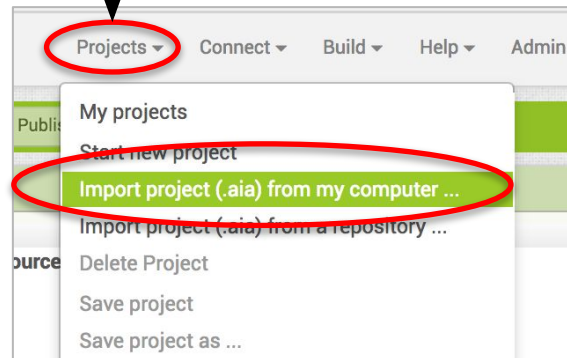 Projects ▾ Connect ▾ Build ▾ Help ▾ Admin
Publis
My projects
Start new project
Import project (.aia) from my computer ...
Import project (.aia) from a repository ...
ource
Delete Project
Save project
Save project as ...